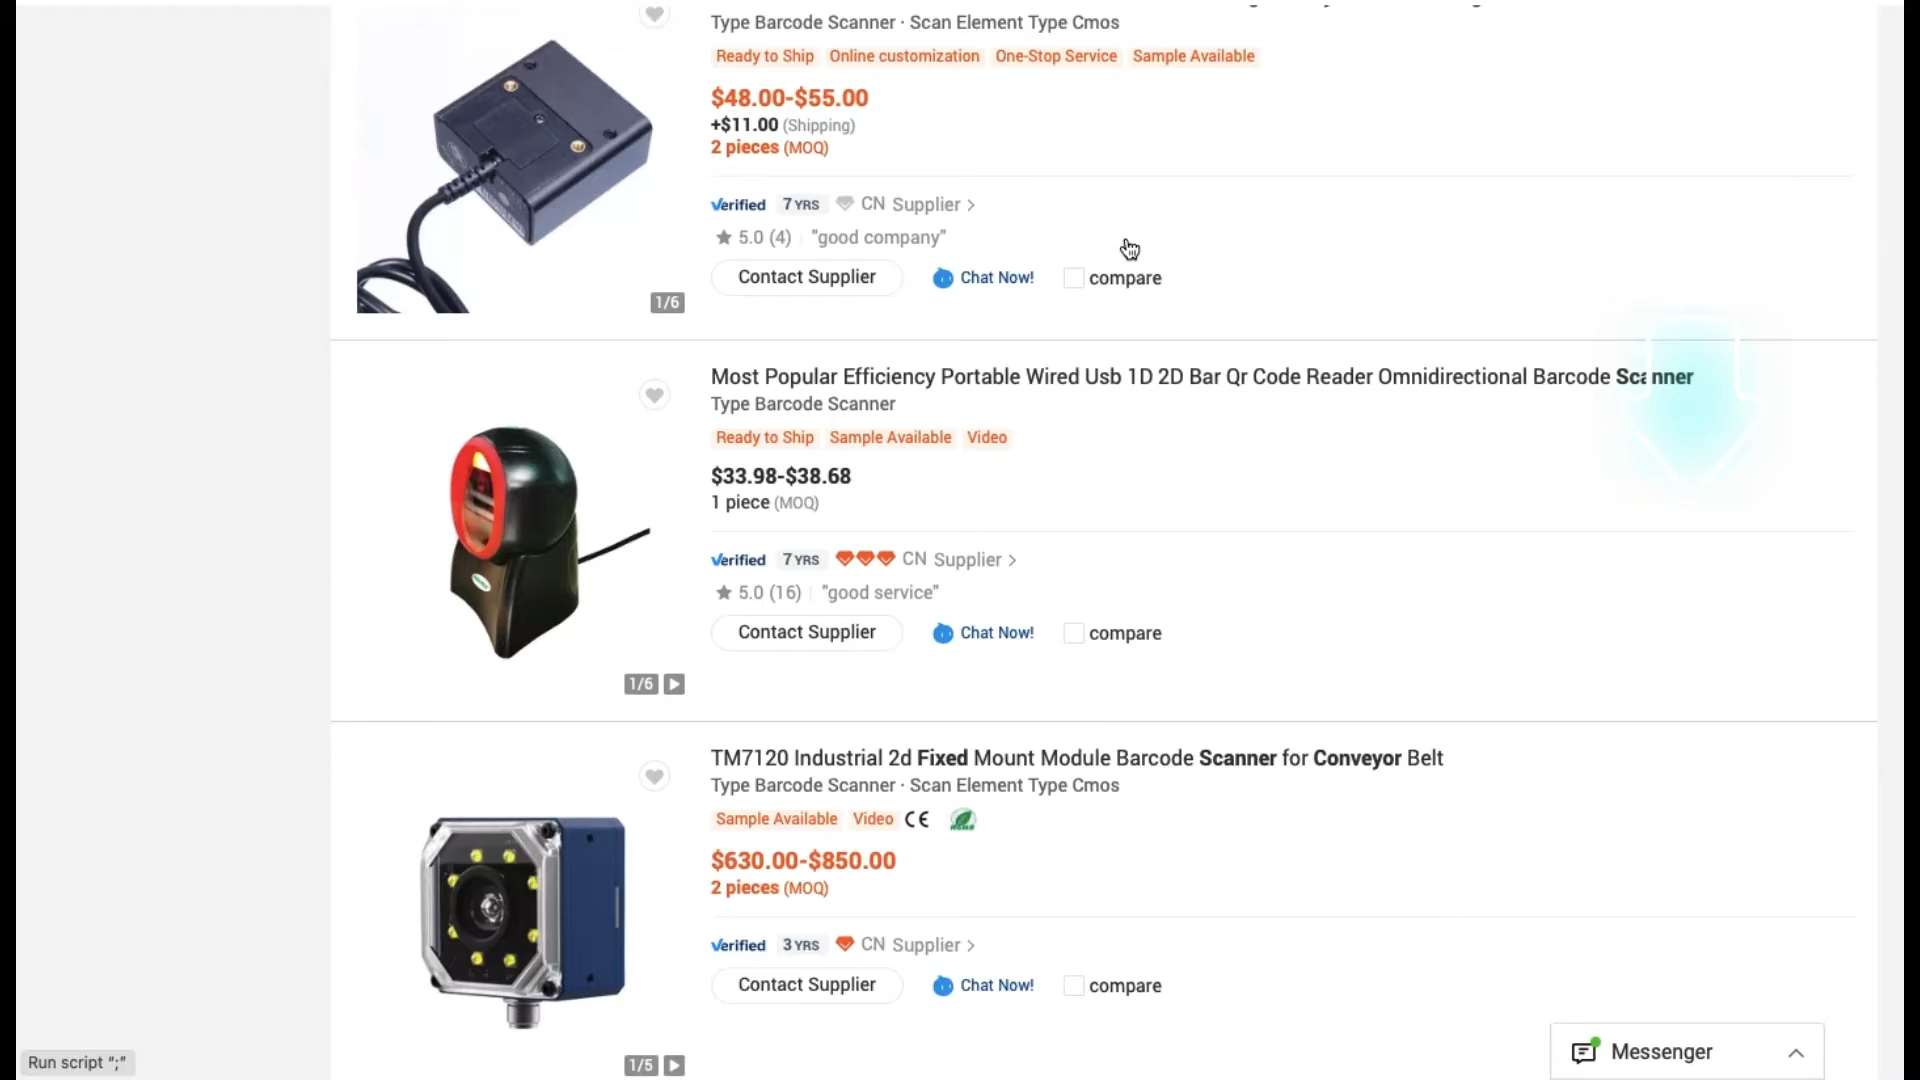 Type Barcode Scanner · Scan Element Type Cmos
Ready to Ship Online customization One-Stop Service Sample Available
$48.00-$55.00
+$11.00 (Shipping)
2 pieces (MOQ)
Verified 7 YRS CN Supplier >
5.0 (4) "good company"
Contact Supplier Chat Now! compare
1/6
Most Popular Efficiency Portable Wired Usb 1D 2D Bar Qr Code Reader Omnidirectional Barcode Scanner
Type Barcode Scanner
Ready to Ship Sample Available Video
$33.98-$38.68
1 piece (MOQ)
Verified 7 YRS CN Supplier >
5.0 (16) "good service"
Contact Supplier Chat Now! compare
1/6
TM7120 Industrial 2d Fixed Mount Module Barcode Scanner for Conveyor Belt
Type Barcode Scanner · Scan Element Type Cmos
Sample Available Video CE
$630.00-$850.00
2 pieces (MOQ)
Verified 3 YRS CN Supplier >
Contact Supplier Chat Now! compare
1/5
Messenger
Run script ";"